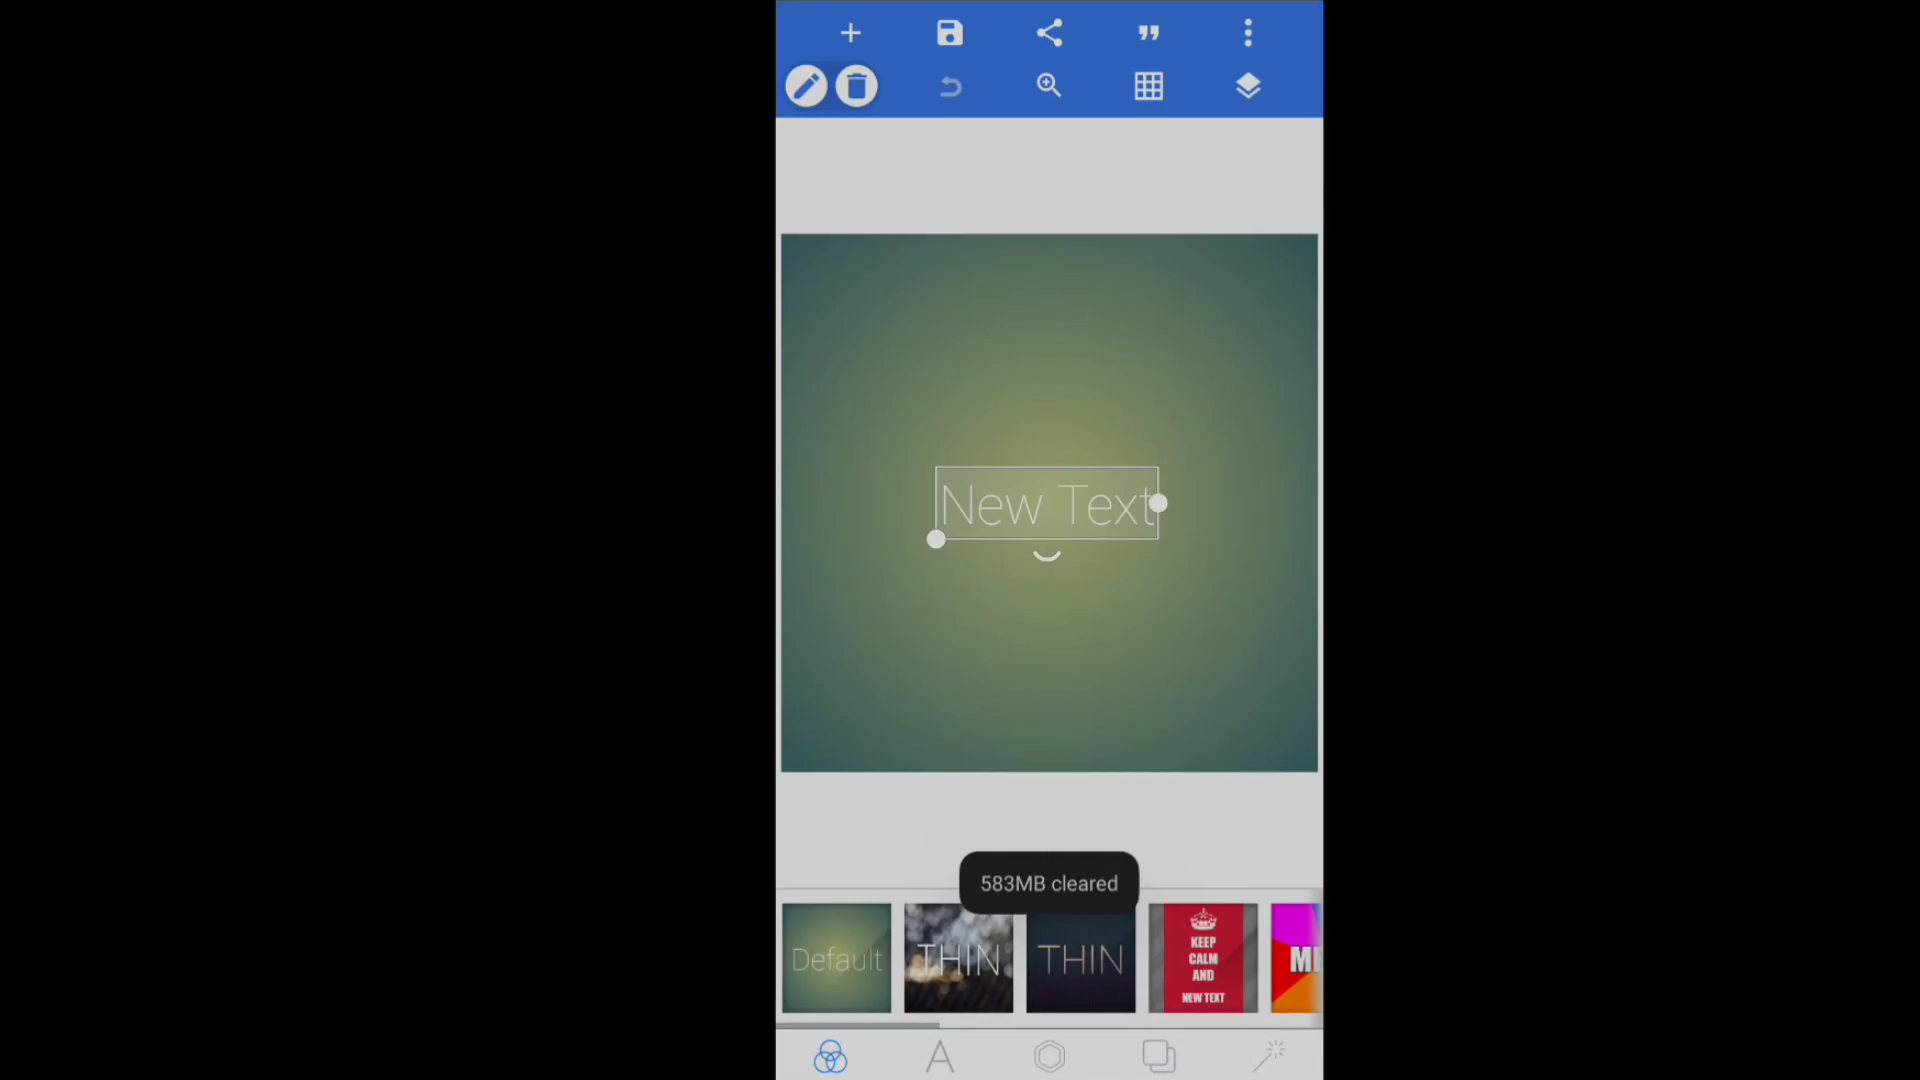 New Text
583MB cleared
Default
THIN
THIN
KEEP
CALM
AND
NEW TEXT